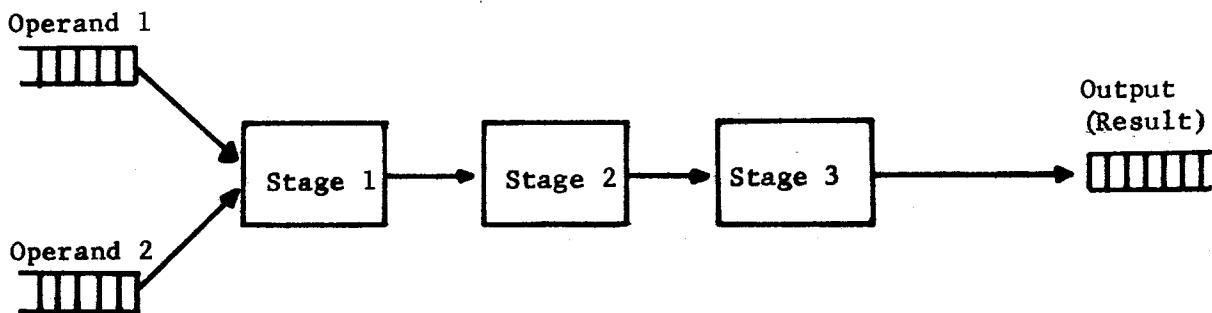 Operand 1
Output
(Result)
Stage 1
Stage 2
Stage 3
Operand 2